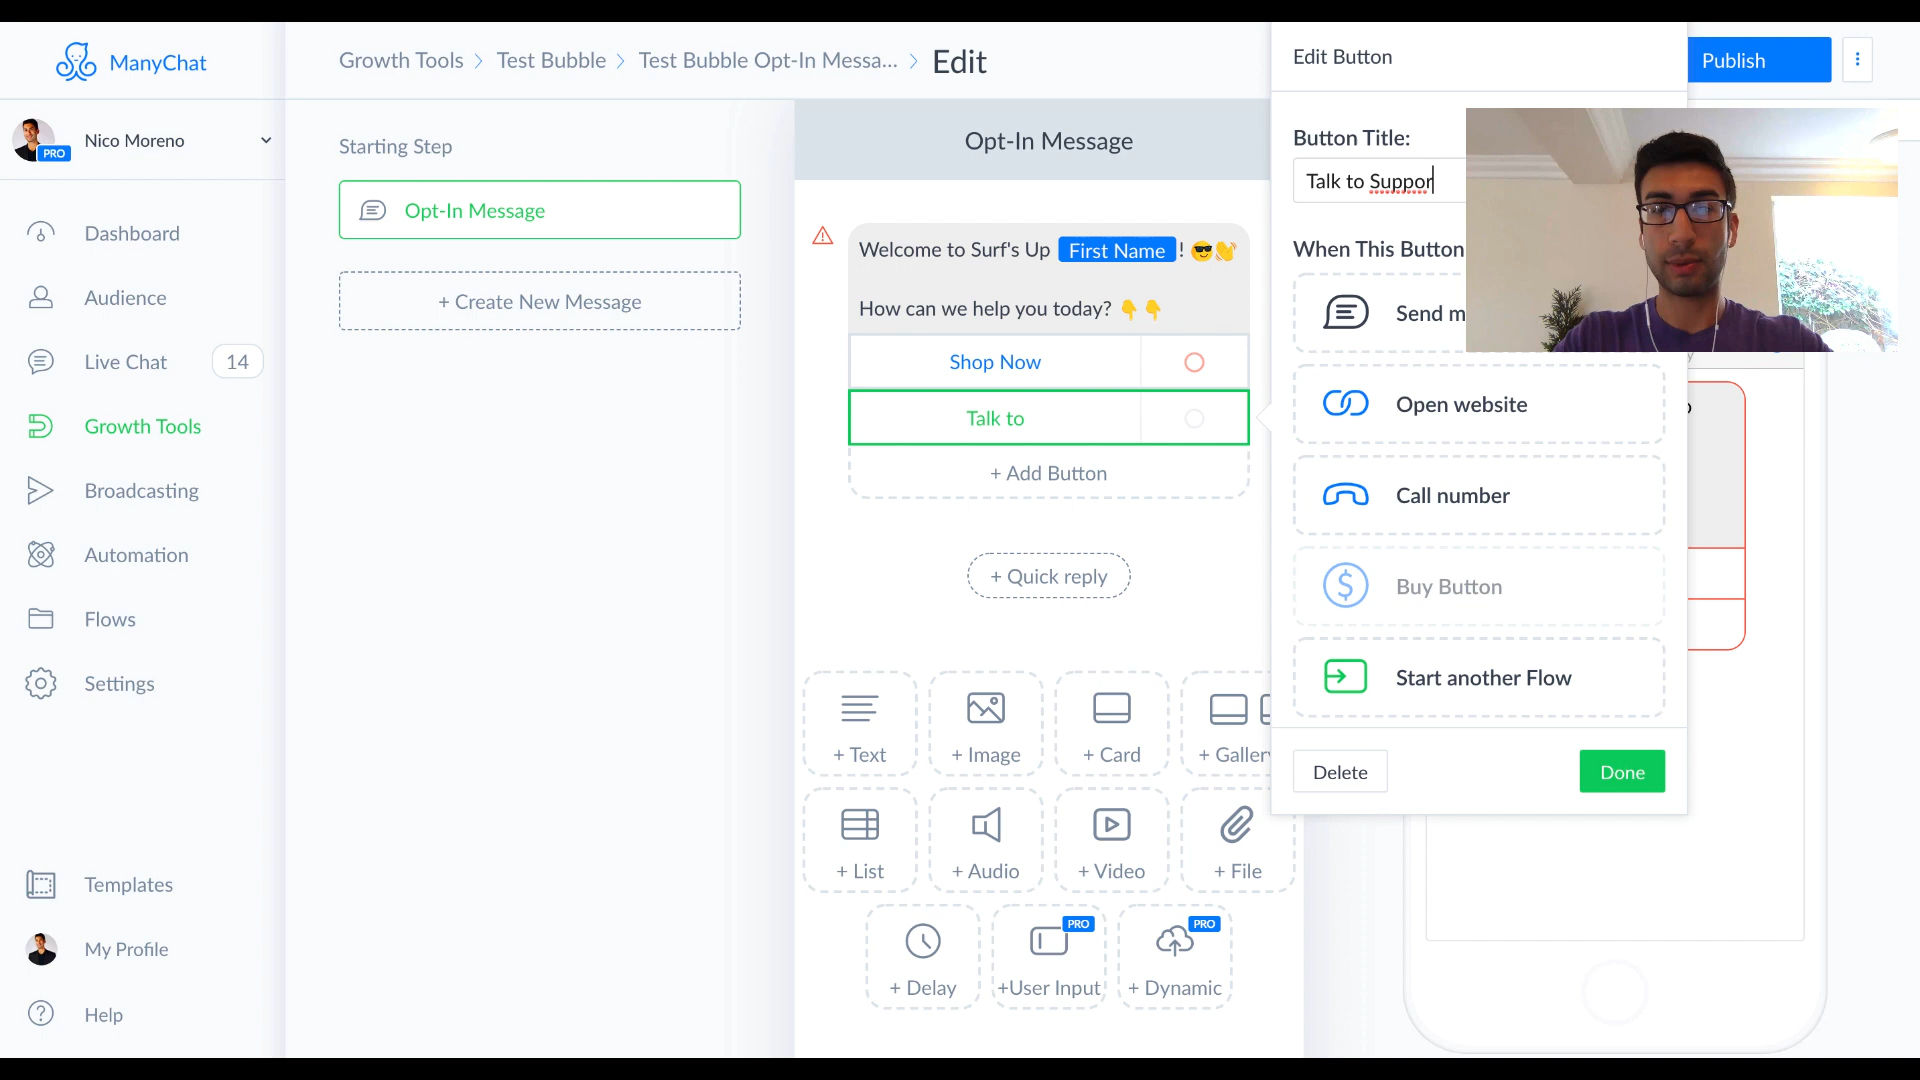 ManyChat
Growth Tools > Test Bubble > Test Bubble Opt-In Messa... > Edit
Edit Button
Publish
Nico Moreno
PRO
Starting Step
Opt-In Message
Button Title:
Opt-In Message
Talk to Suppor
+ Create New Message
Dashboard
Audience
Live Chat 14
Growth Tools
Broadcasting
Automation
Flows
Settings
Templates
My Profile
Help
Welcome to Surf's Up First Name ! 😎👋
How can we help you today? 👇👇
Shop Now
Talk to
+ Add Button
+ Quick reply
+ Text
+ Image
+ Card
+ Gallery
+ List
+ Audio
+ Video
+ File
+ Delay
PRO
+User Input
PRO
+ Dynamic
When This Button
Send m
Open website
Call number
Buy Button
Start another Flow
Delete
Done